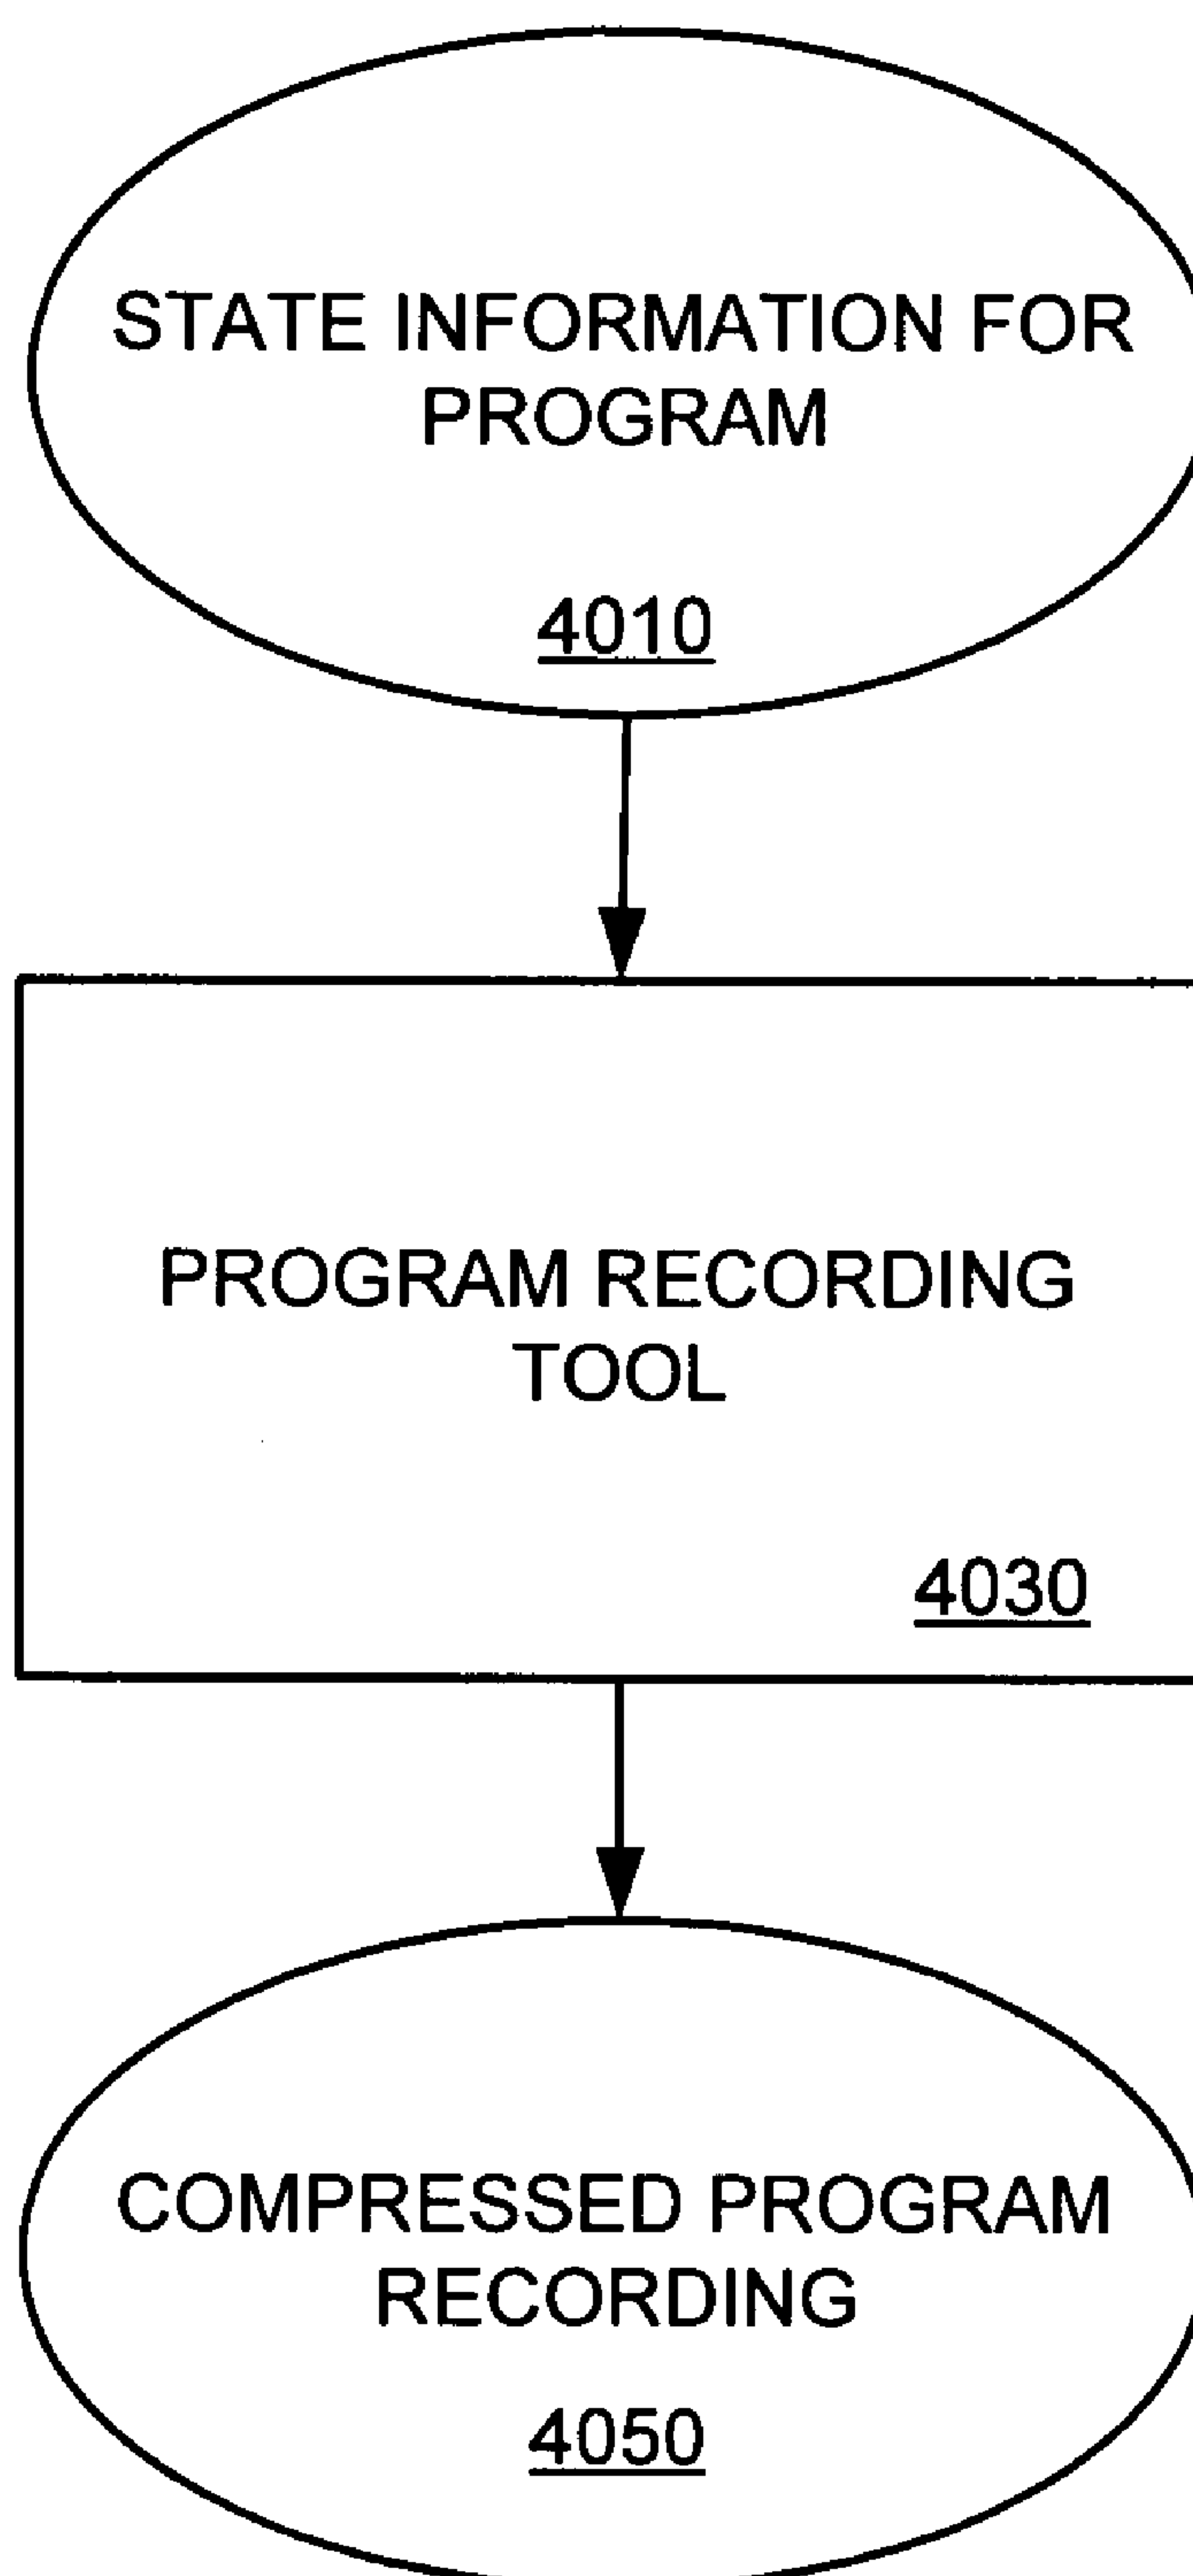 STATE INFORMATION FOR
PROGRAM
4010
PROGRAM RECORDING
TOOL
4030
COMPRESSED PROGRAM
RECORDING
4050